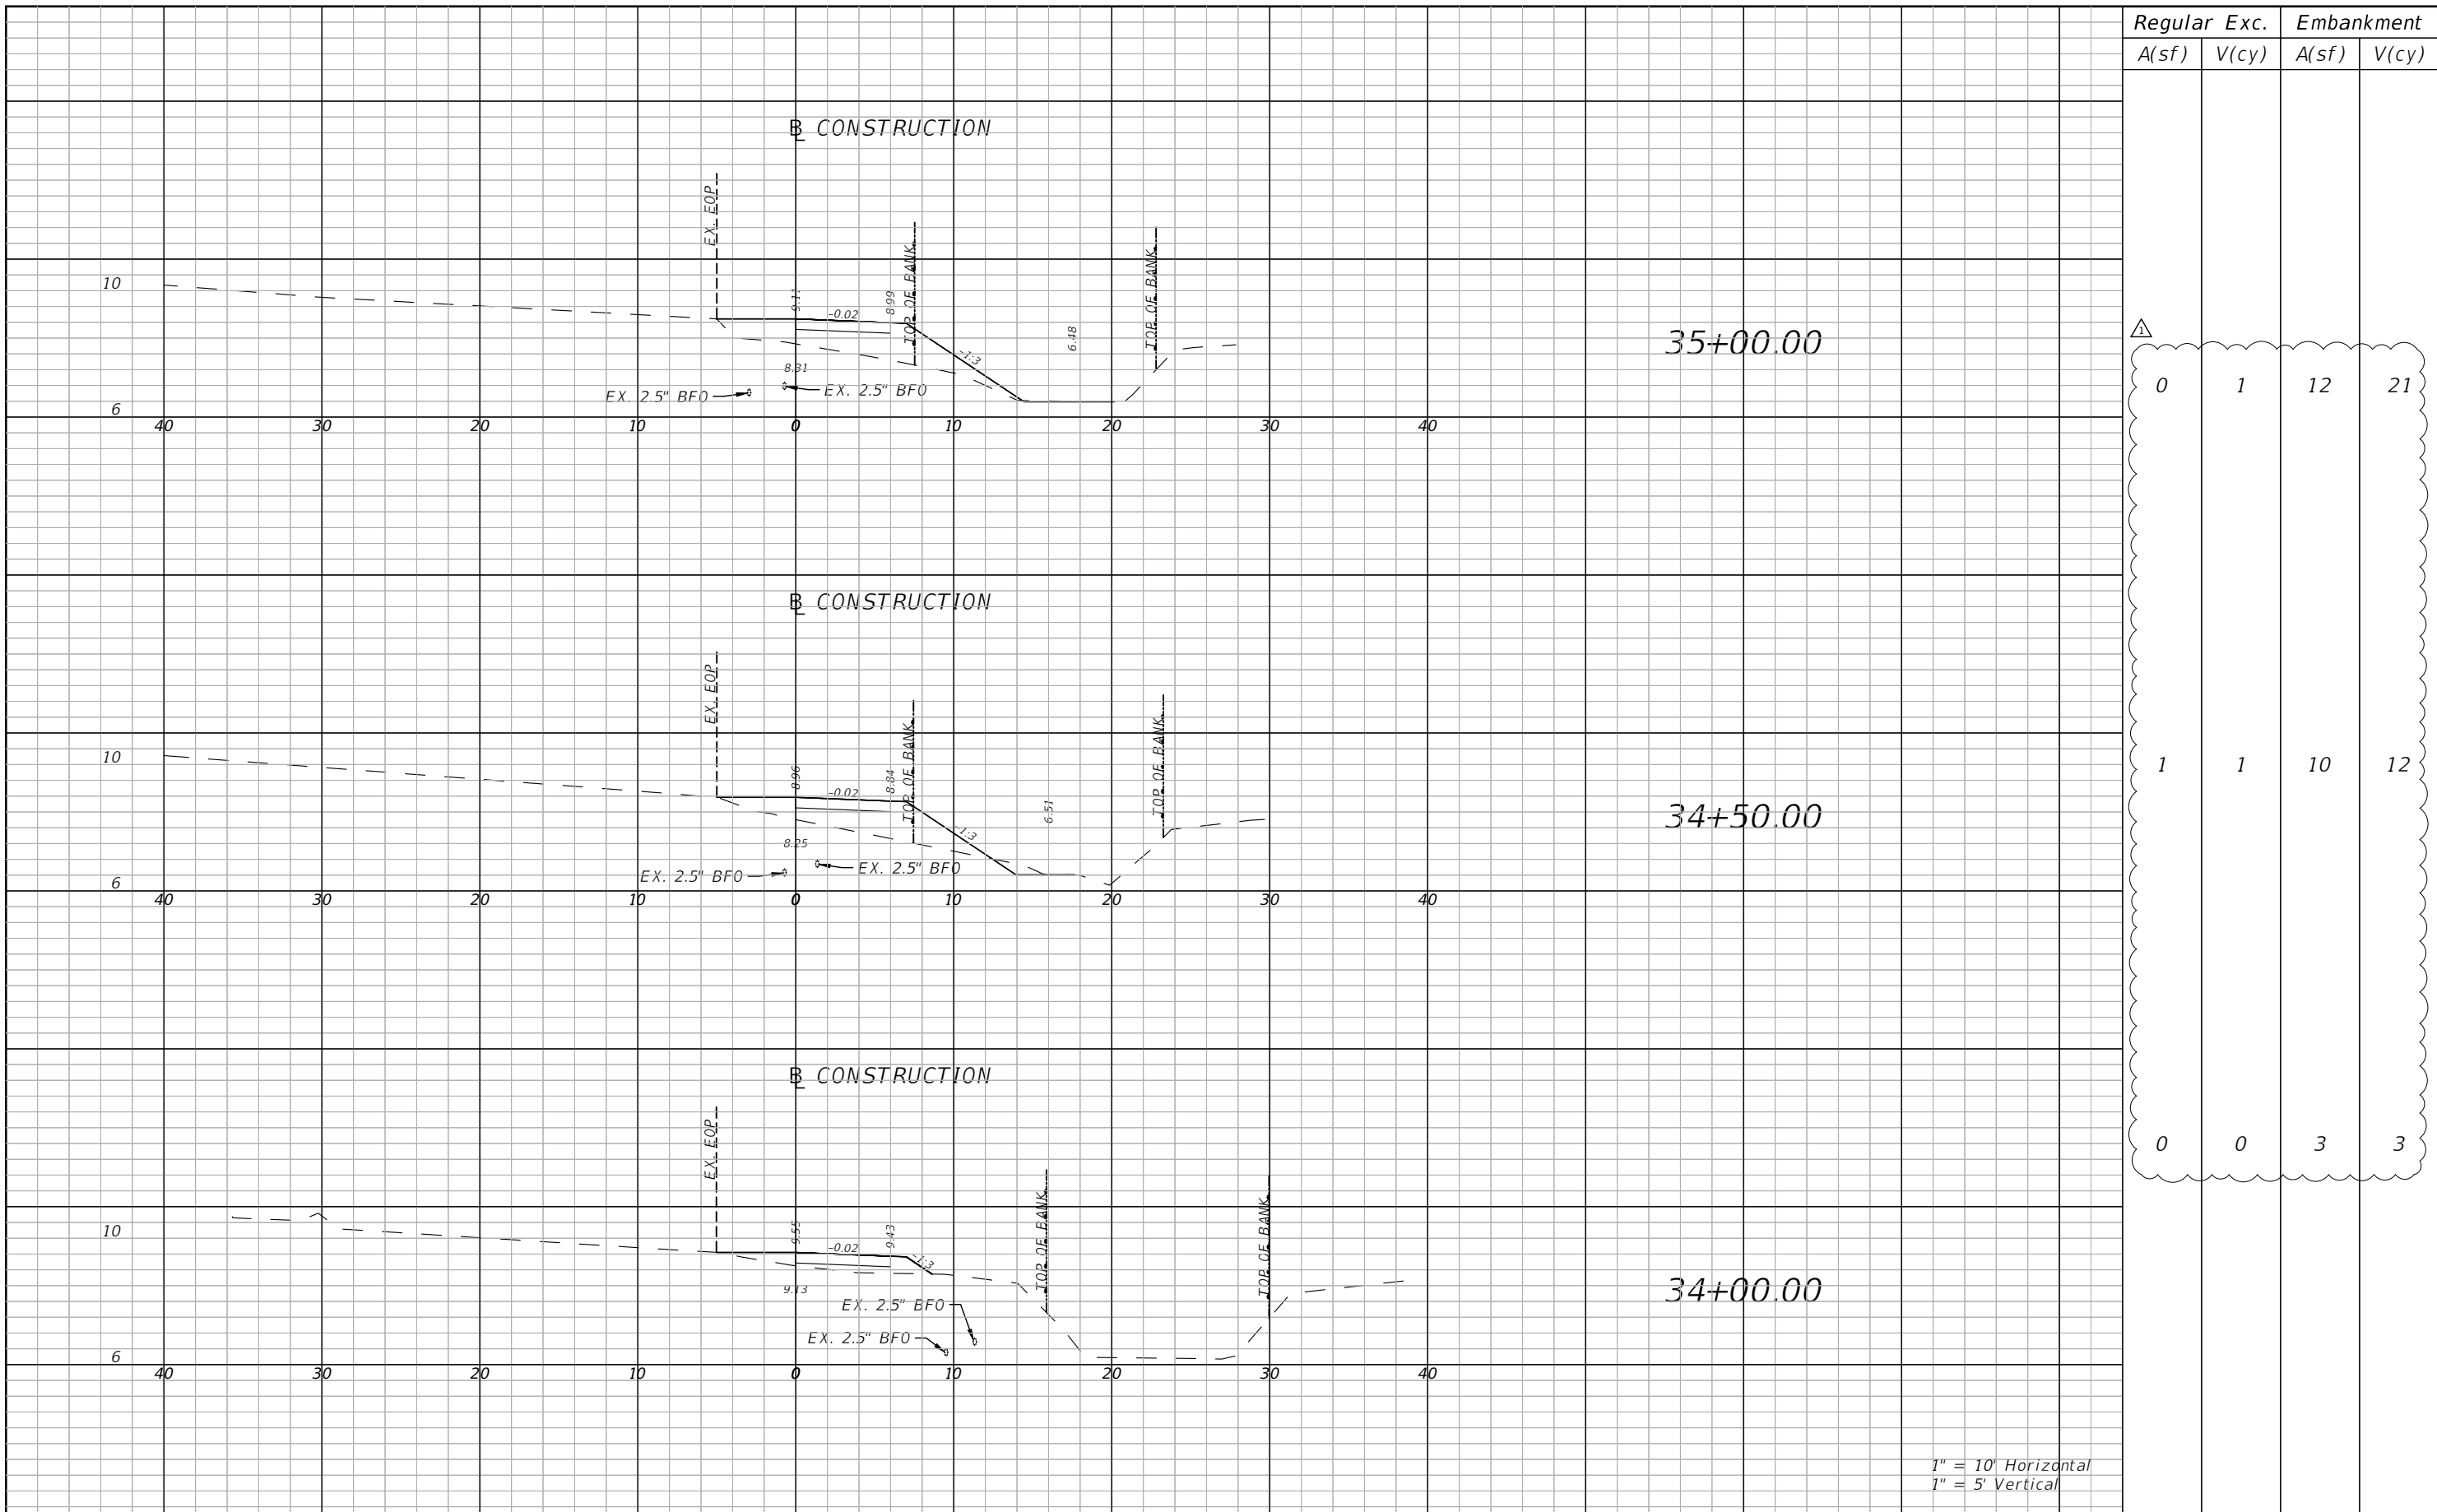 Regular Exc. Embankment
A(sf) V(cy) A(sf) V(cy)
B CONSTRUCTION
EX. EOP
TOP OF BANK
TOP OF BANK
10
9.11
-0.02
8.99
-1:3
6.48
35+00.00
1
8.31
EX. 2.5" BFO
EX. 2.5" BFO
0 1 12 21
6
40 30 20 10 0 10 20 30 40
B CONSTRUCTION
EX. EOP
TOP OF BANK
TOP OF BANK
10
8.96
-0.02
8.84
-1:3
6.51
34+50.00
8.25
EX. 2.5" BFO
EX. 2.5" BFO
1 1 10 12
6
40 30 20 10 0 10 20 30 40
B CONSTRUCTION
EX. EOP
TOP OF BANK
TOP OF BANK
0 0 3 3
10
9.55
-0.02
9.43
-1:3
34+00.00
9.13
EX. 2.5" BFO
EX. 2.5" BFO
6
40 30 20 10 0 10 20 30 40
1" = 10' Horizontal
1" = 5' Vertical